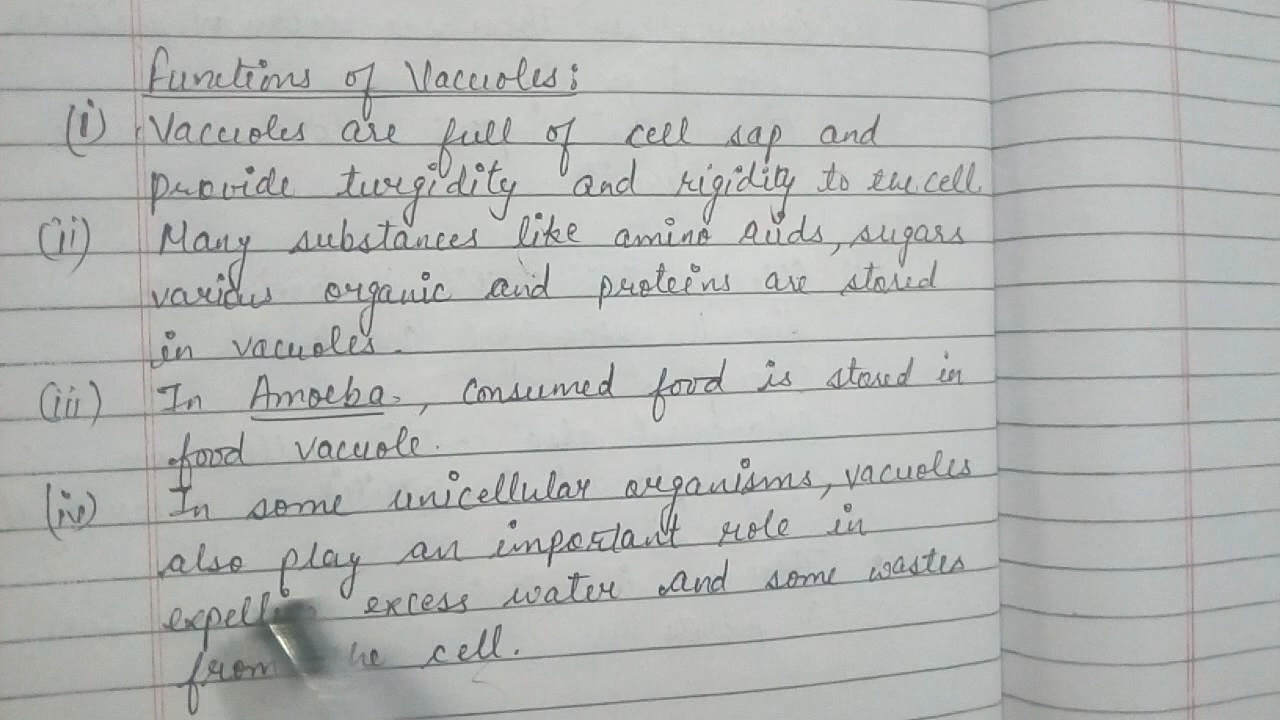 Functions of Vacuoles:
(i) Vacuoles are full of cell sap and
provide turgidity and rigidity to the cell.
(ii) Many substances like amino acids, sugars
various organic and proteins are stored
in vacuoles.
(iii) In Amoeba, consumed food is stored in
food vacuole.
(iv) In some unicellular organisms, vacuoles
also play an important role in
excess water and some wastes
from cell.